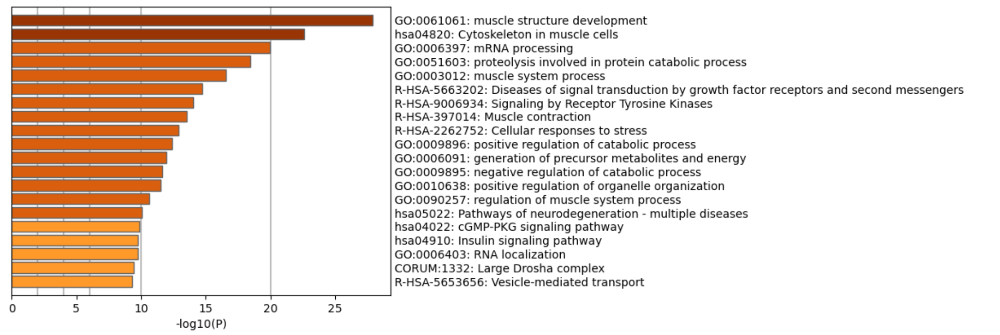 GO:0061061: muscle structure development
hsa04820: Cytoskeleton in muscle cells
GO:0006397: mRNA processing
GO:0051603: proteolysis involved in protein catabolic process
GO:0003012: muscle system process
R-HSA-5663202: Diseases of signal transduction by growth factor receptors and second messengers
R-HSA-9006934: Signaling by Receptor Tyrosine Kinases
R-HSA-397014: Muscle contraction
R-HSA-2262752: Cellular responses to stress
GO:0009896: positive regulation of catabolic process
GO:0006091: generation of precursor metabolites and energy
GO:0009895: negative regulation of catabolic process
GO:0010638: positive regulation of organelle organization
GO:0090257: regulation of muscle system process
hsa05022: Pathways of neurodegeneration - multiple diseases
hsa04022: cGMP-PKG signaling pathway
hsa04910: Insulin signaling pathway
GO:0006403: RNA localization
CORUM:1332: Large Drosha complex
R-HSA-5653656: Vesicle-mediated transport
0 5 10 15 20 25
-log10(P)